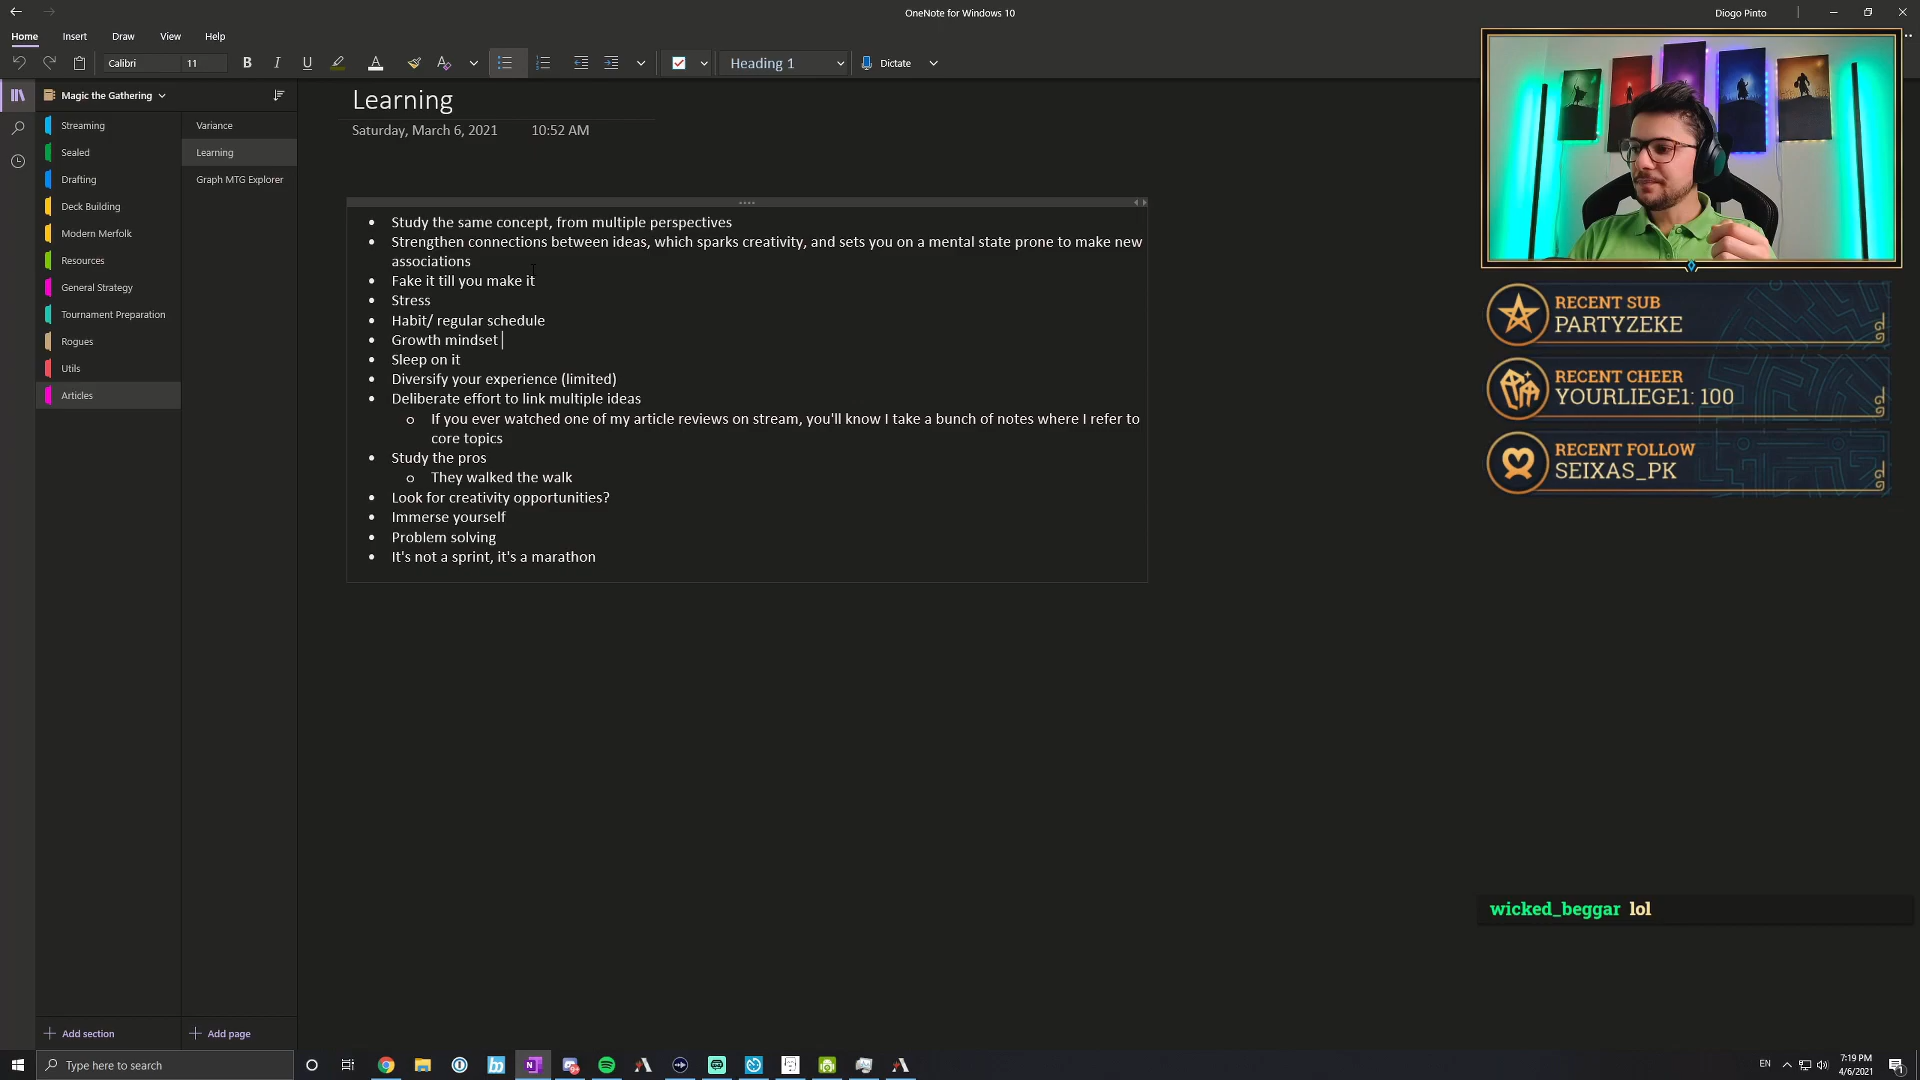 OneNote for Windows 10
Diogo Pinto
Home
Insert
Draw
View
Help
Calibri
11
B
I
U
A
A
Heading 1
Dictate
Magic the Gathering
Streaming
Sealed
Drafting
Deck Building
Modern Merfolk
Resources
General Strategy
Tournament Preparation
Rogues
Utils
Articles
Variance
Learning
Graph MTG Explorer
Learning
Saturday, March 6, 2021 10:52 AM
• Study the same concept, from multiple perspectives
• Strengthen connections between ideas, which sparks creativity, and sets you on a mental state prone to make new
associations
• Fake it till you make it
• Stress
• Habit/ regular schedule
• Growth mindset
• Sleep on it
• Diversify your experience (limited)
• Deliberate effort to link multiple ideas
o If you ever watched one of my article reviews on stream, you'll know I take a bunch of notes where I refer to
core topics
• Study the pros
o They walked the walk
• Look for creativity opportunities?
• Immerse yourself
• Problem solving
• It's not a sprint, it's a marathon
RECENT SUB
PARTYZEKE
RECENT CHEER
YOURLIEGE1: 100
RECENT FOLLOW
SEIXAS_PK
wicked_beggar lol
Add section
Add page
Type here to search
EN
7:19 PM
4/6/2021